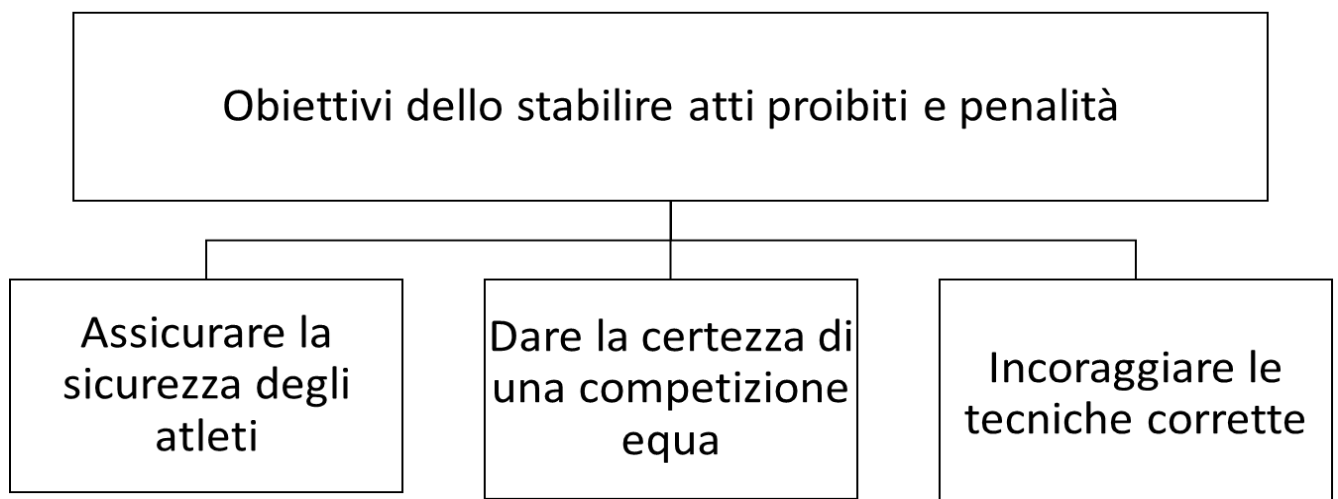 Obiettivi dello stabilire atti proibiti e penalità
Assicurare la
sicurezza degli
atleti
Dare la certezza di
una competizione
equa
Incoraggiare le
tecniche corrette